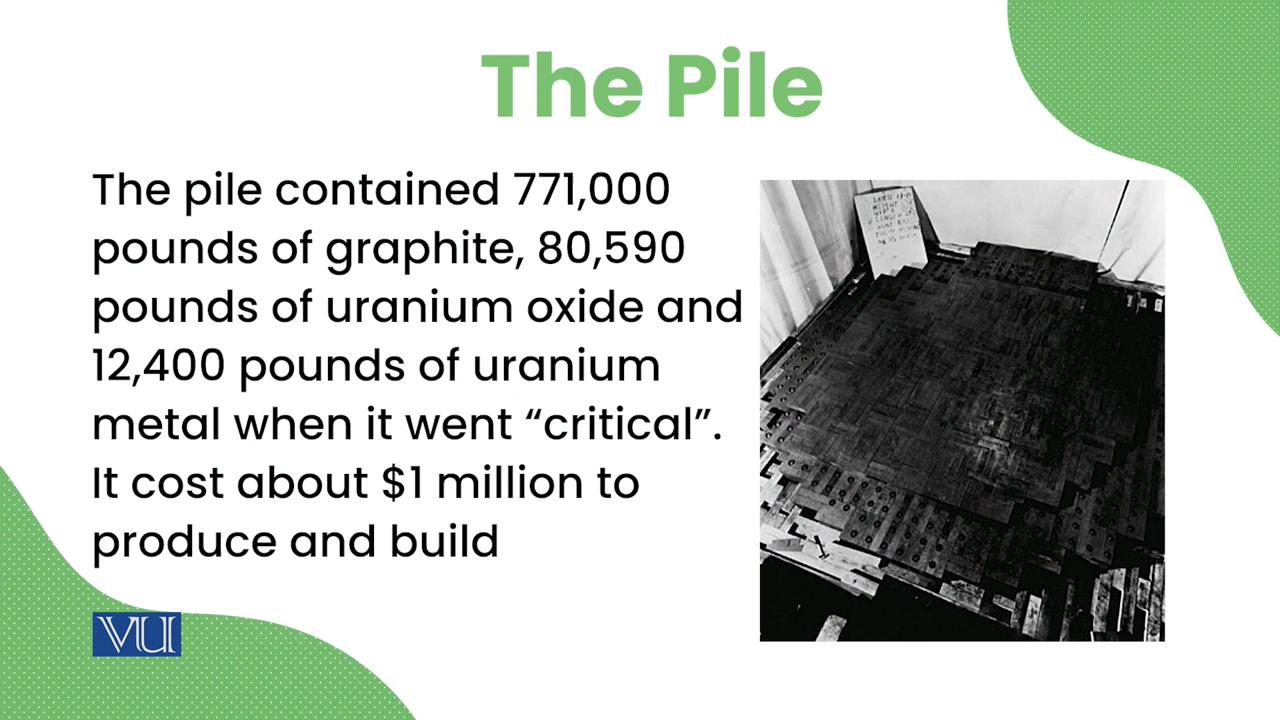 The Pile
The pile contained 771,000
pounds of graphite, 80,590
pounds of uranium oxide and
12,400 pounds of uranium
metal when it went “critical”.
It cost about $1 million to
produce and build
VU